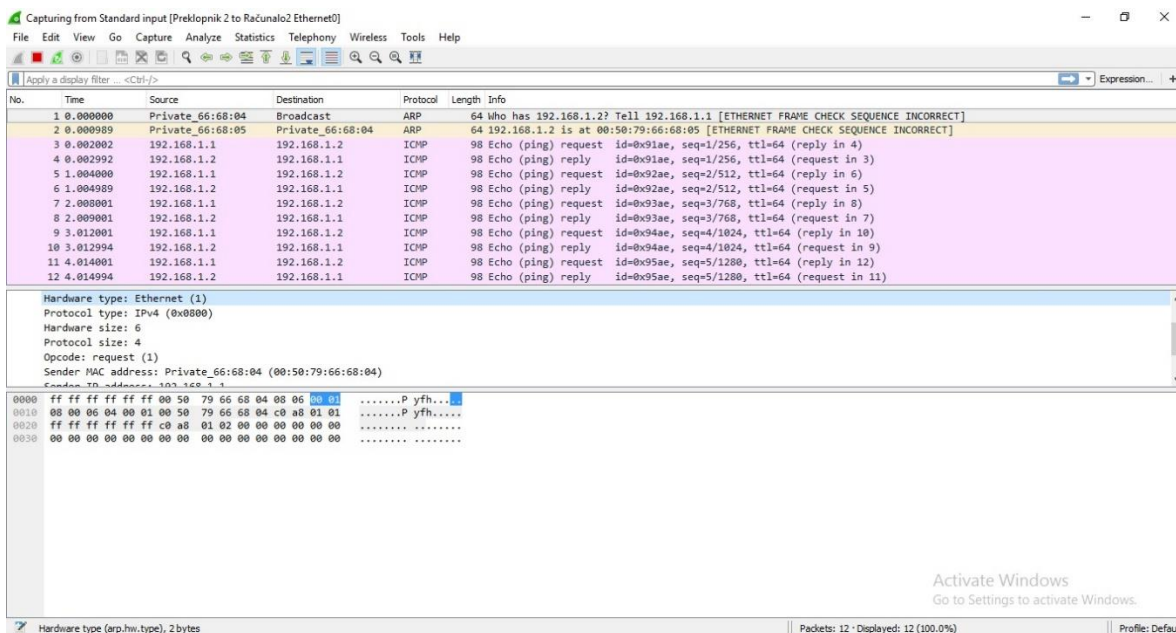 Capturing from Standard input [Preklopnik 2 to Računalo2 Ethernet0]
File Edit View Go Capture Analyze Statistics Telephony Wireless Tools Help
Apply a display filter ... <Ctrl-/> Expression... +
No. Time Source Destination Protocol Length Info
1 0.000000 Private_66:68:04 Broadcast ARP 64 Who has 192.168.1.2? Tell 192.168.1.1 [ETHERNET FRAME CHECK SEQUENCE INCORRECT]
2 0.000989 Private_66:68:05 Private_66:68:04 ARP 64 192.168.1.2 is at 00:50:79:66:68:05 [ETHERNET FRAME CHECK SEQUENCE INCORRECT]
3 0.002002 192.168.1.1 192.168.1.2 ICMP 98 Echo (ping) request id=0x91ae, seq=1/256, ttl=64 (reply in 4)
4 0.002992 192.168.1.2 192.168.1.1 ICMP 98 Echo (ping) reply id=0x91ae, seq=1/256, ttl=64 (request in 3)
5 1.004000 192.168.1.1 192.168.1.2 ICMP 98 Echo (ping) request id=0x92ae, seq=2/512, ttl=64 (reply in 6)
6 1.004989 192.168.1.2 192.168.1.1 ICMP 98 Echo (ping) reply id=0x92ae, seq=2/512, ttl=64 (request in 5)
7 2.008001 192.168.1.1 192.168.1.2 ICMP 98 Echo (ping) request id=0x93ae, seq=3/768, ttl=64 (reply in 8)
8 2.009001 192.168.1.2 192.168.1.1 ICMP 98 Echo (ping) reply id=0x93ae, seq=3/768, ttl=64 (request in 7)
9 3.012001 192.168.1.1 192.168.1.2 ICMP 98 Echo (ping) request id=0x94ae, seq=4/1024, ttl=64 (reply in 10)
10 3.012994 192.168.1.2 192.168.1.1 ICMP 98 Echo (ping) reply id=0x94ae, seq=4/1024, ttl=64 (request in 9)
11 4.014001 192.168.1.1 192.168.1.2 ICMP 98 Echo (ping) request id=0x95ae, seq=5/1280, ttl=64 (reply in 12)
12 4.014994 192.168.1.2 192.168.1.1 ICMP 98 Echo (ping) reply id=0x95ae, seq=5/1280, ttl=64 (request in 11)
Hardware type: Ethernet (1)
Protocol type: IPv4 (0x0800)
Hardware size: 6
Protocol size: 4
Opcode: request (1)
Sender MAC address: Private_66:68:04 (00:50:79:66:68:04)
Sender IP address: 192.168.1.1
0000 ff ff ff ff ff ff 00 50 79 66 68 04 08 06 00 01 .......P yfh.....
0010 08 00 06 04 00 01 00 50 79 66 68 04 c0 a8 01 01 .......P yfh.....
0020 ff ff ff ff ff ff c0 a8 01 02 00 00 00 00 00 00 ........ ........
0030 00 00 00 00 00 00 00 00 00 00 00 00 00 00 00 00 ........ ........
Activate Windows
Go to Settings to activate Windows.
Hardware type (arp.hw.type), 2 bytes Packets: 12 · Displayed: 12 (100.0%) Profile: Defau